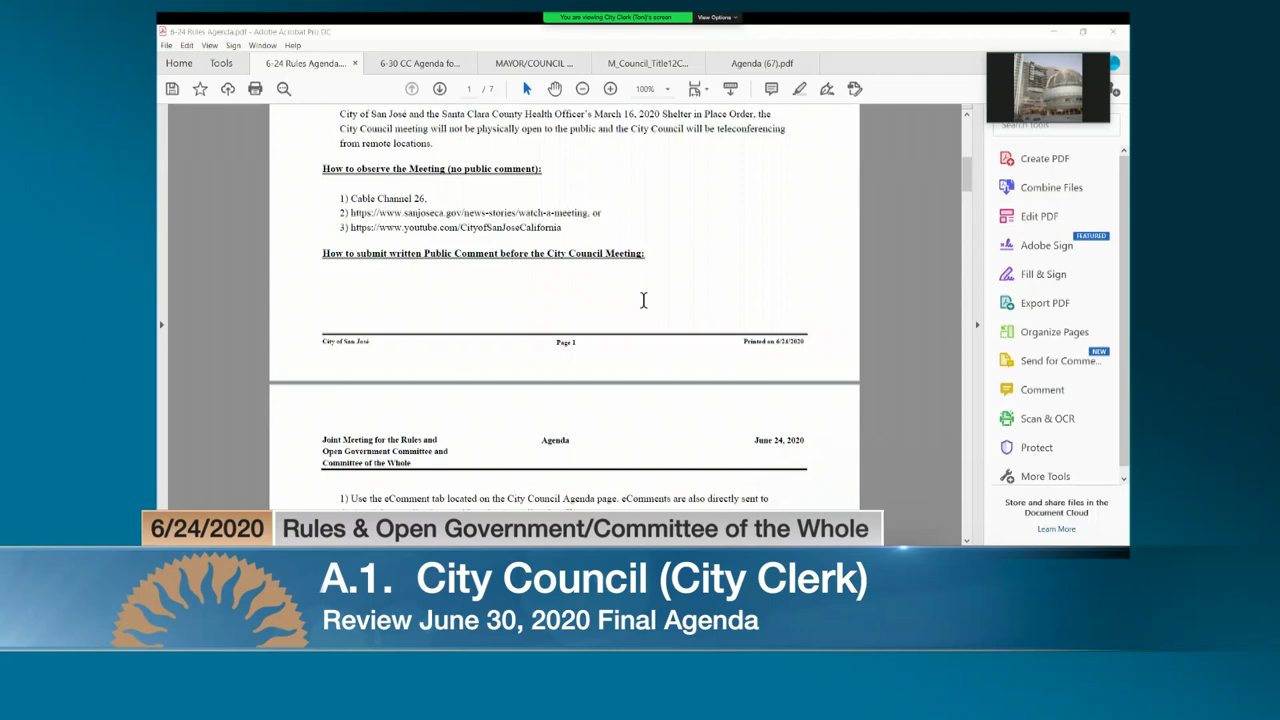 You are viewing City Clerk (Toni)'s screen
View Options
6-24 Rules Agenda.pdf - Adobe Acrobat Pro DC
File Edit View Sign Window Help
Home Tools 6-24 Rules Agenda.... × 6-30 CC Agenda fo... MAYOR/COUNCIL ... M_Council_Title12C... Agenda (67).pdf
1 / 7 100%
City of San José and the Santa Clara County Health Officer's March 16, 2020 Shelter in Place Order, the
City Council meeting will not be physically open to the public and the City Council will be teleconferencing
from remote locations.
How to observe the Meeting (no public comment):
1) Cable Channel 26,
2) https://www.sanjoseca.gov/news-stories/watch-a-meeting, or
3) https://www.youtube.com/CityofSanJoseCalifornia
How to submit written Public Comment before the City Council Meeting:
City of San José Page 1 Printed on 6/24/2020
Joint Meeting for the Rules and Agenda June 24, 2020
Open Government Committee and
Committee of the Whole
1) Use the eComment tab located on the City Council Agenda page. eComments are also directly sent to
Search tools
Create PDF
Combine Files
Edit PDF
FEATURED
Adobe Sign
Fill & Sign
Export PDF
Organize Pages
NEW
Send for Comme...
Comment
Scan & OCR
Protect
More Tools
Store and share files in the
Document Cloud
Learn More
6/24/2020 Rules & Open Government/Committee of the Whole
A.1. City Council (City Clerk)
Review June 30, 2020 Final Agenda